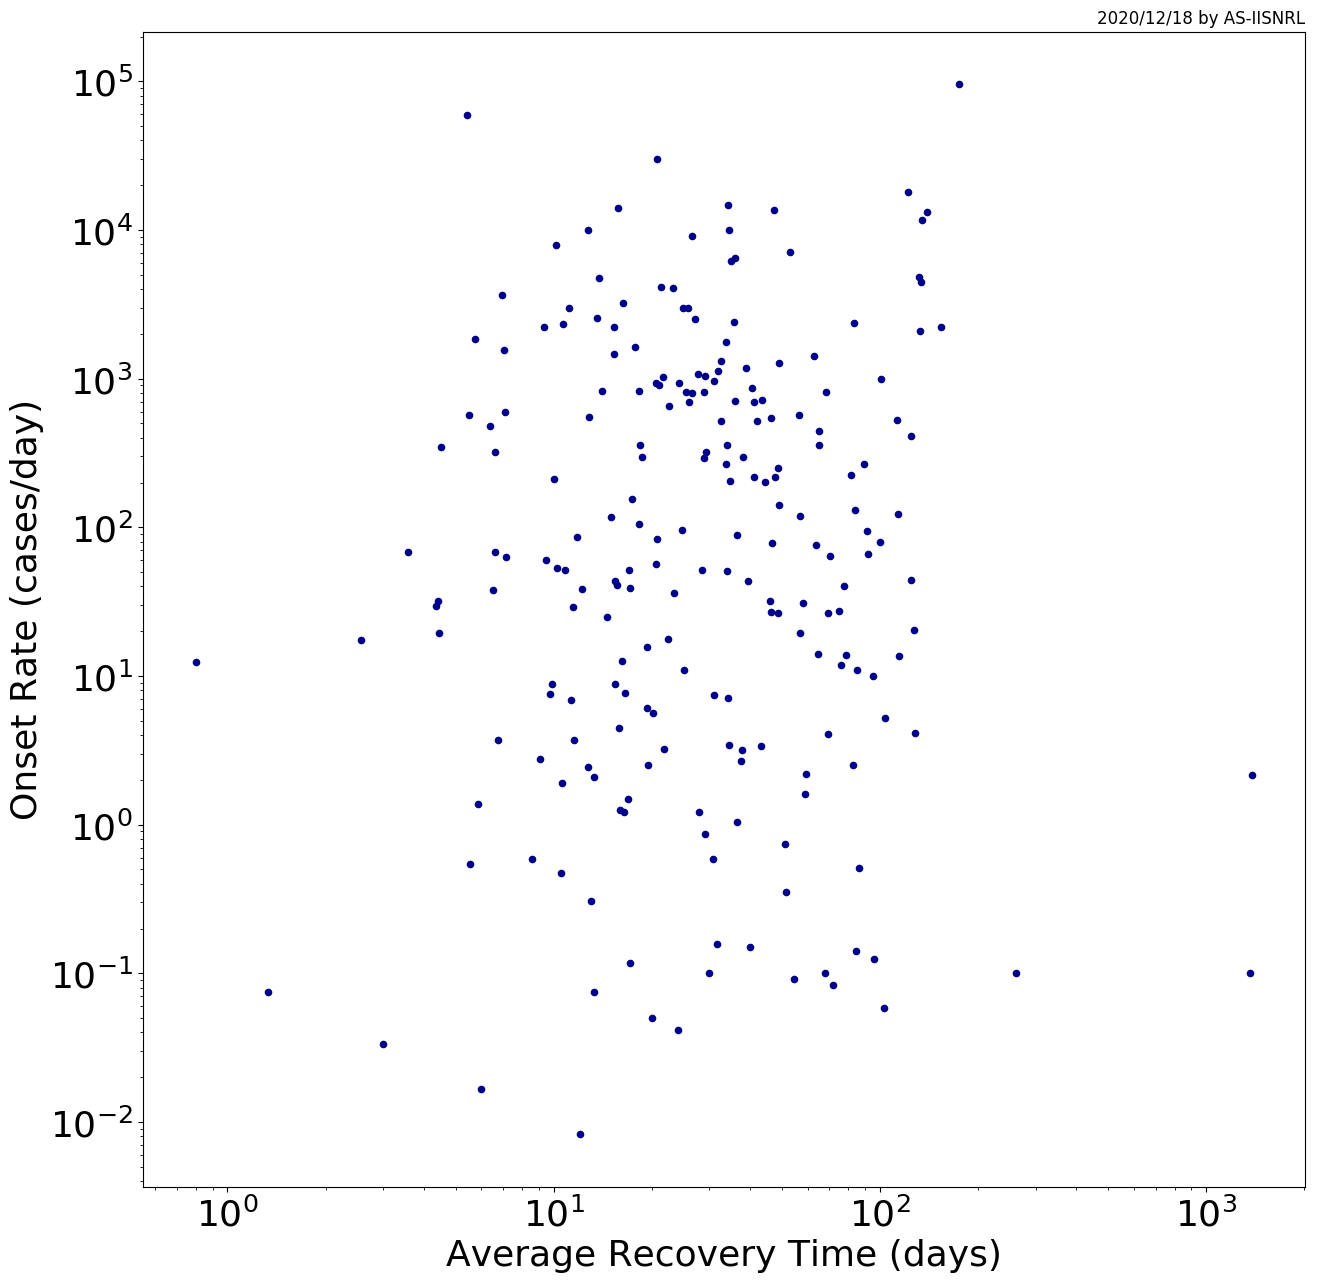 2020/12/18 by AS-IISNRL
10^5
10^4
10^3
10^2
10^1
10^0
10^−1
10^−2
Onset Rate (cases/day)
10^0 10^1 10^2 10^3
Average Recovery Time (days)